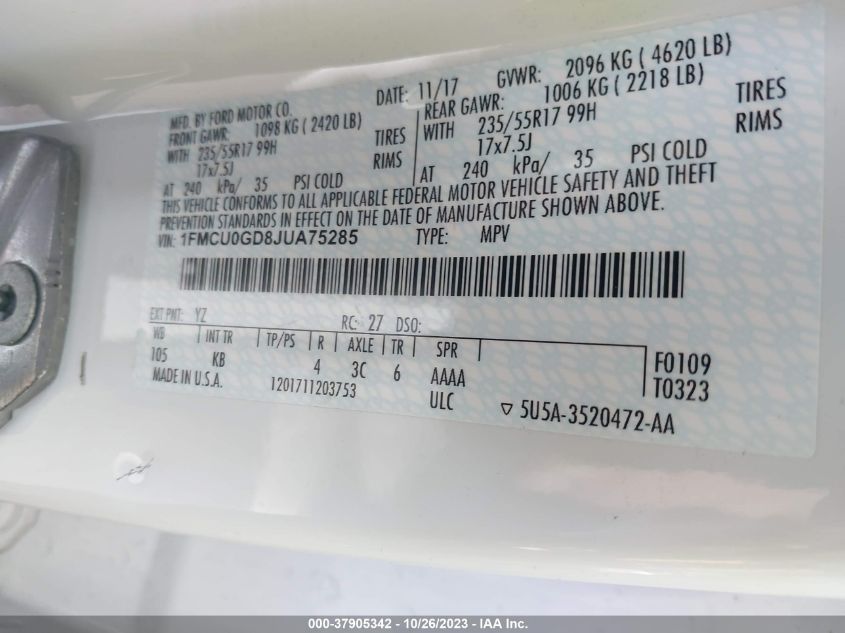 MFD. BY FORD MOTOR CO.
DATE: 11/17 GVWR: 2096 KG ( 4620 LB)
FRONT GAWR: 1098 KG ( 2420 LB)
WITH 235/55R17 99H TIRES
17x7.5J RIMS
AT 240 kPa/ 35 PSI COLD
REAR GAWR: 1006 KG ( 2218 LB)
WITH 235/55R17 99H TIRES
17x7.5J RIMS
AT 240 kPa/ 35 PSI COLD
THIS VEHICLE CONFORMS TO ALL APPLICABLE FEDERAL MOTOR VEHICLE SAFETY AND THEFT
PREVENTION STANDARDS IN EFFECT ON THE DATE OF MANUFACTURE SHOWN ABOVE.
VIN: 1FMCU0GD8JUA75285 TYPE: MPV
EXT PNT: YZ RC: 27 DSO:
WB INT TR TP/PS R AXLE TR SPR
105 KB 4 3C 6 AAAA
F0109
T0323
MADE IN U.S.A. 1201711203753 ULC
5U5A-3520472-AA
000-37905342 - 10/26/2023 - IAA Inc.